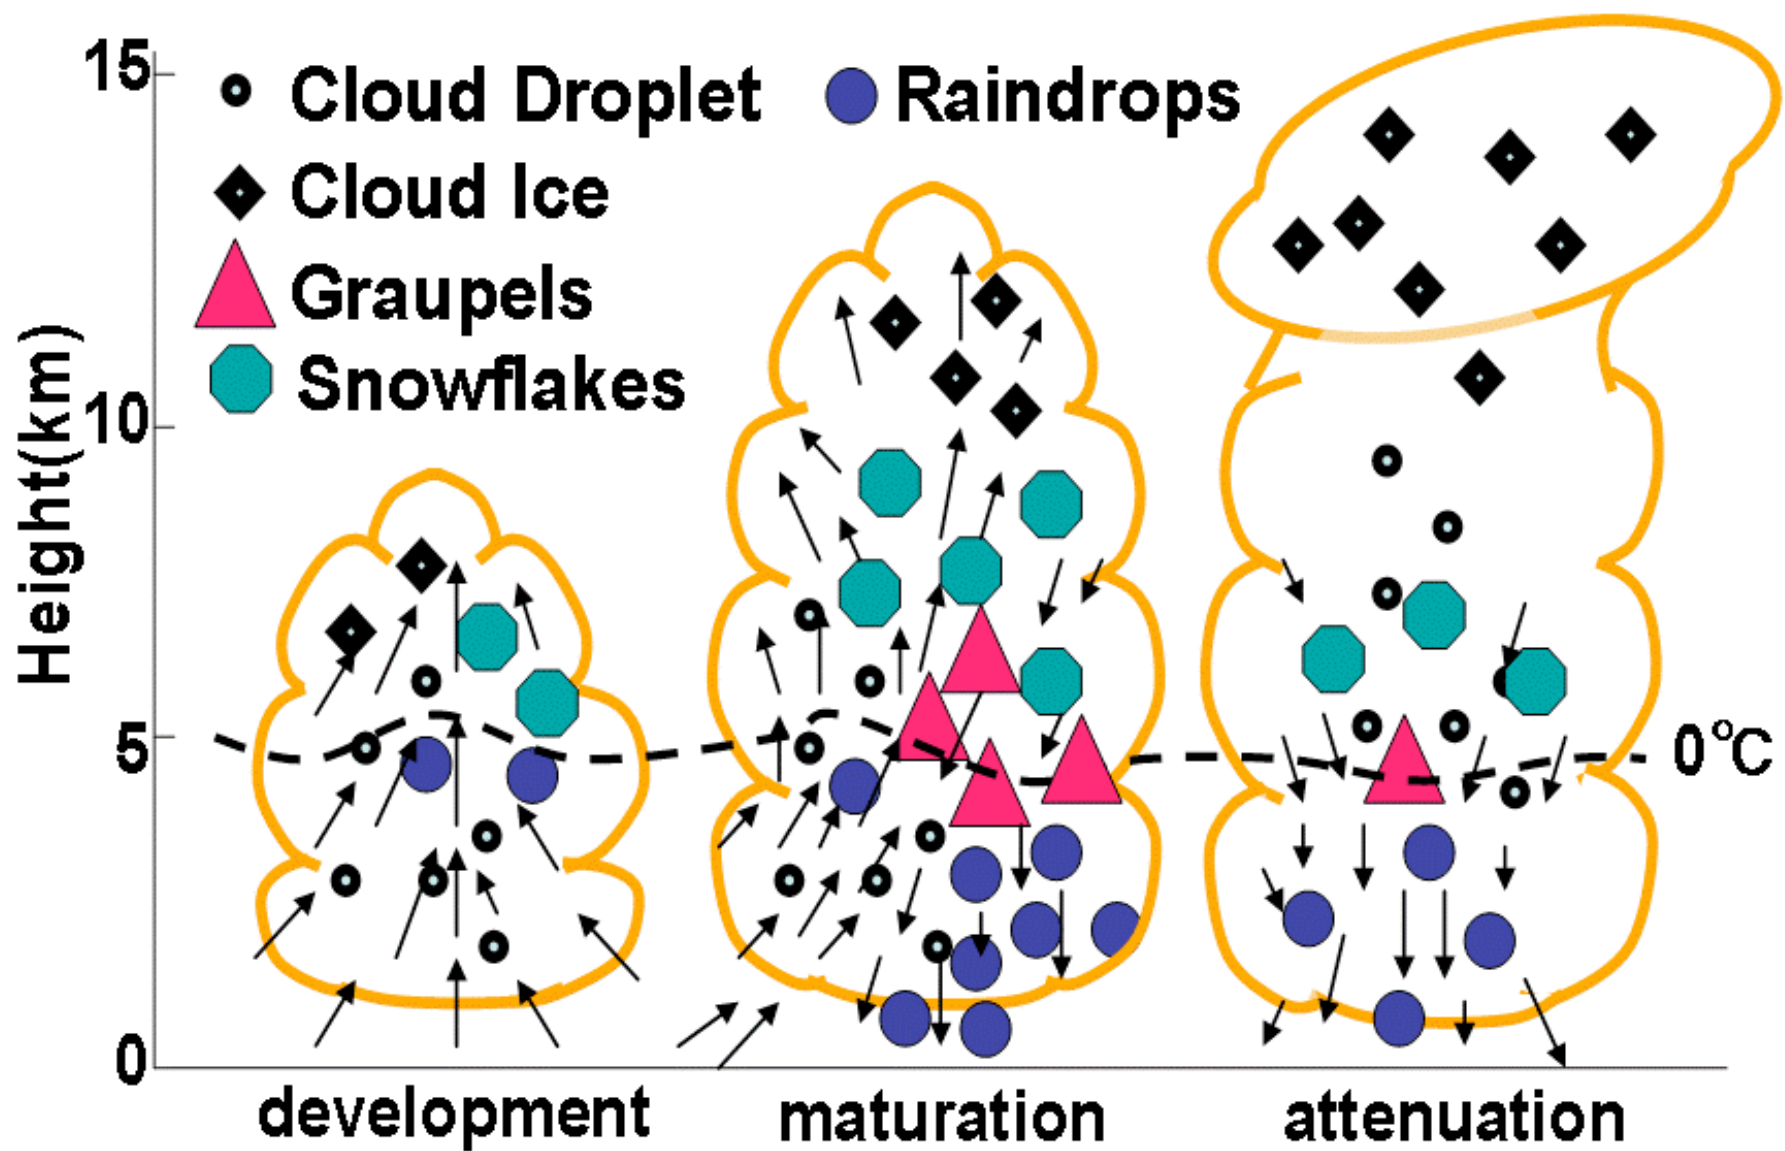 15
Cloud Droplet
Raindrops
Cloud Ice
Graupels
Snowflakes
Height(km)
10
5
0
0°C
development
maturation
attenuation